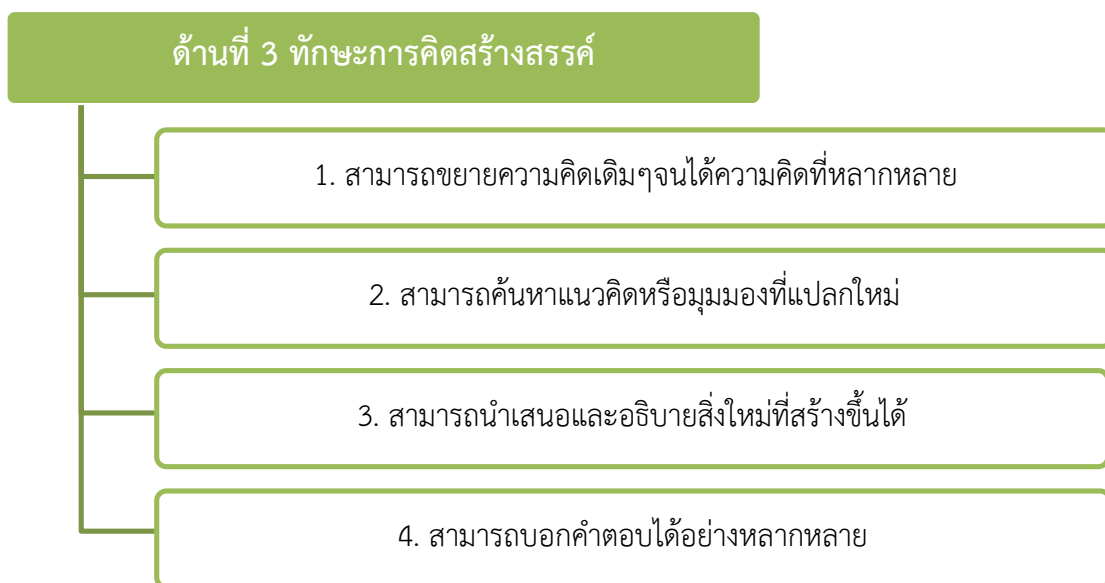 ด้านที่ 3 ทักษะการคิดสร้างสรรค์
1. สามารถขยายความคิดเดิมๆจนได้ความคิดที่หลากหลาย
2. สามารถค้นหาแนวคิดหรือมุมมองที่แปลกใหม่
3. สามารถนำเสนอและอธิบายสิ่งใหม่ที่สร้างขึ้นได้
4. สามารถบอกคำตอบได้อย่างหลากหลาย